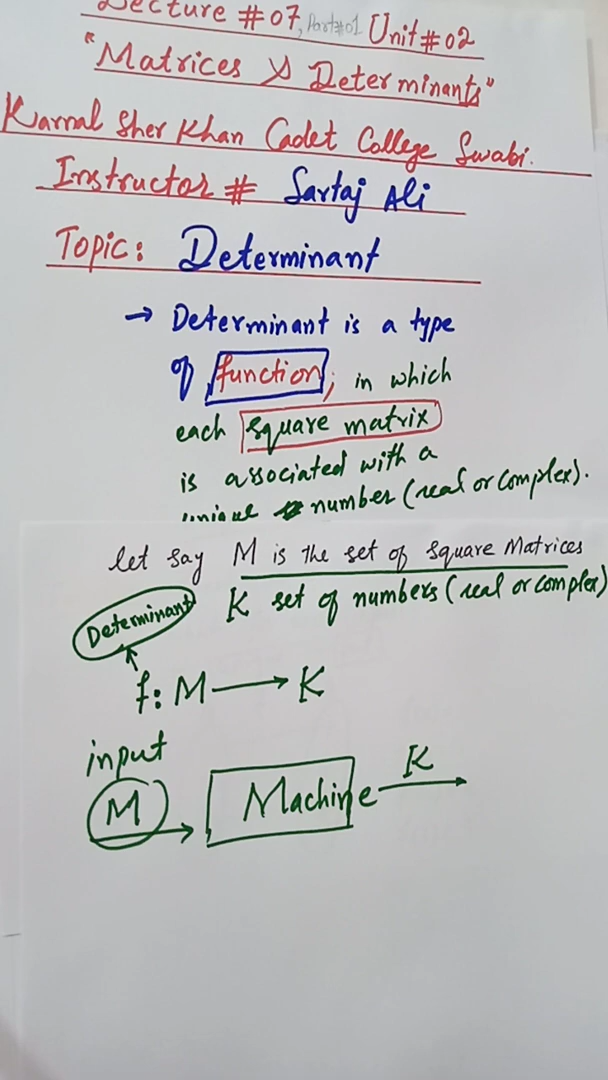 Lecture #07, Part#01 Unit#02
"Matrices & Determinants"
Karnal Sher Khan Cadet College Swabi.
Instructor # Sartaj Ali
Topic: Determinant
→ Determinant is a type
of function, in which
each square matrix
is associated with a
unique number (real or complex).
let say M is the set of square Matrices
K set of numbers (real or complex)
Determinant
f: M → K
input
M Machine K